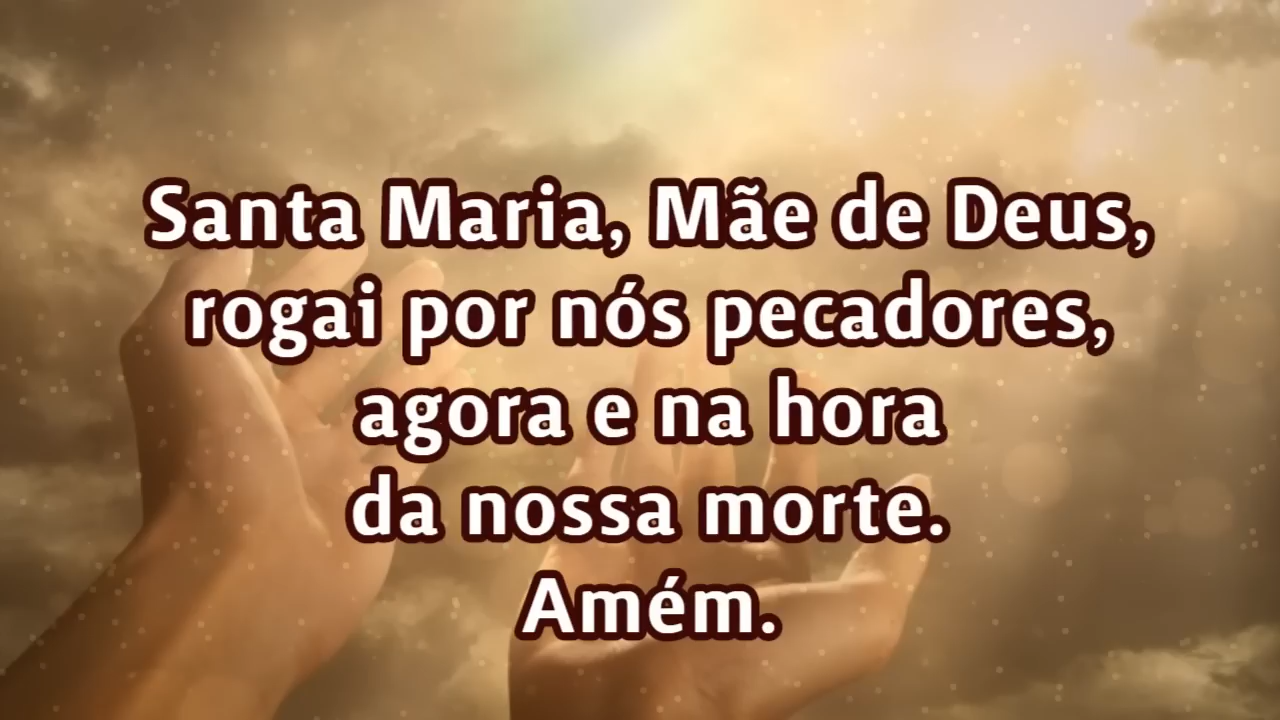 Santa Maria, Mãe de Deus,
rogai por nós pecadores,
agora e na hora
da nossa morte.
Amém.